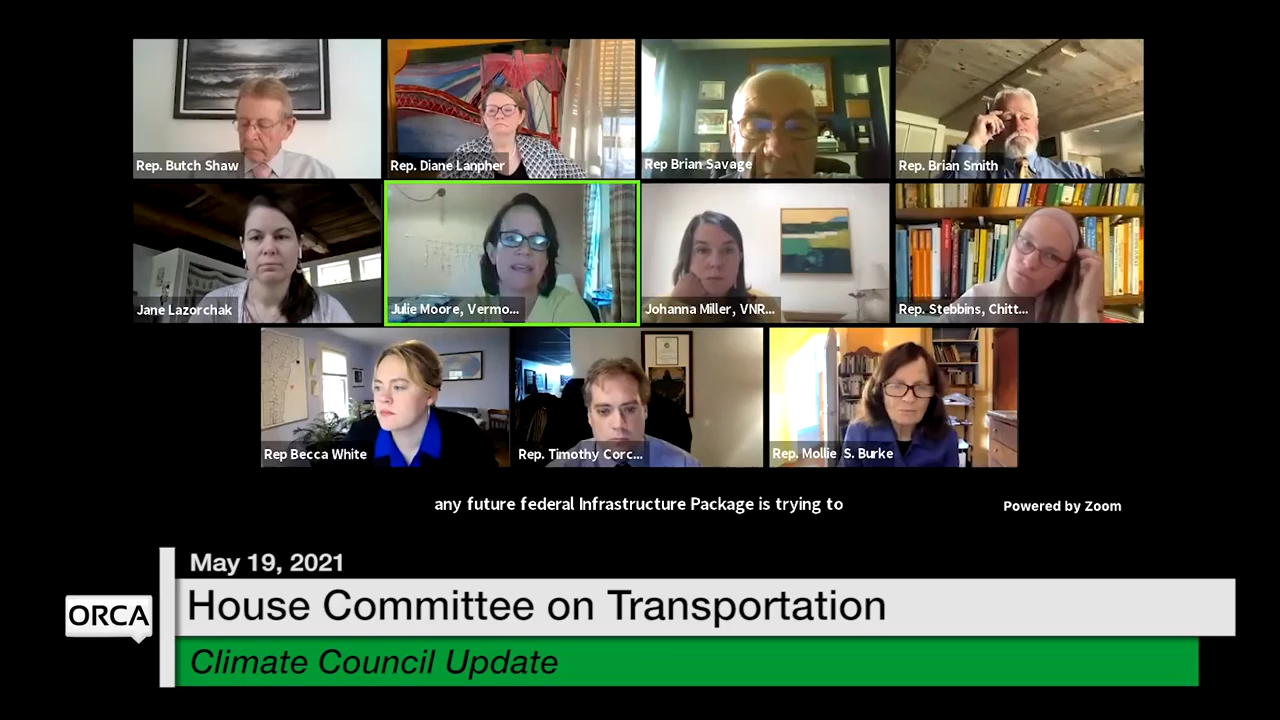 Rep. Butch Shaw
Rep. Diane Lanpher
Rep Brian Savage
Rep. Brian Smith
Jane Lazorchak
Julie Moore, Vermo...
Johanna Miller, VNR...
Rep. Stebbins, Chitt...
Rep Becca White
Rep. Timothy Corc...
Rep. Mollie S. Burke
any future federal Infrastructure Package is trying to
Powered by Zoom
May 19, 2021
House Committee on Transportation
ORCA
Climate Council Update